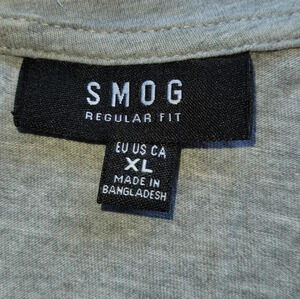 SMOG
REGULAR FIT
EU US CA
XL
MADE IN
BANGLADESH